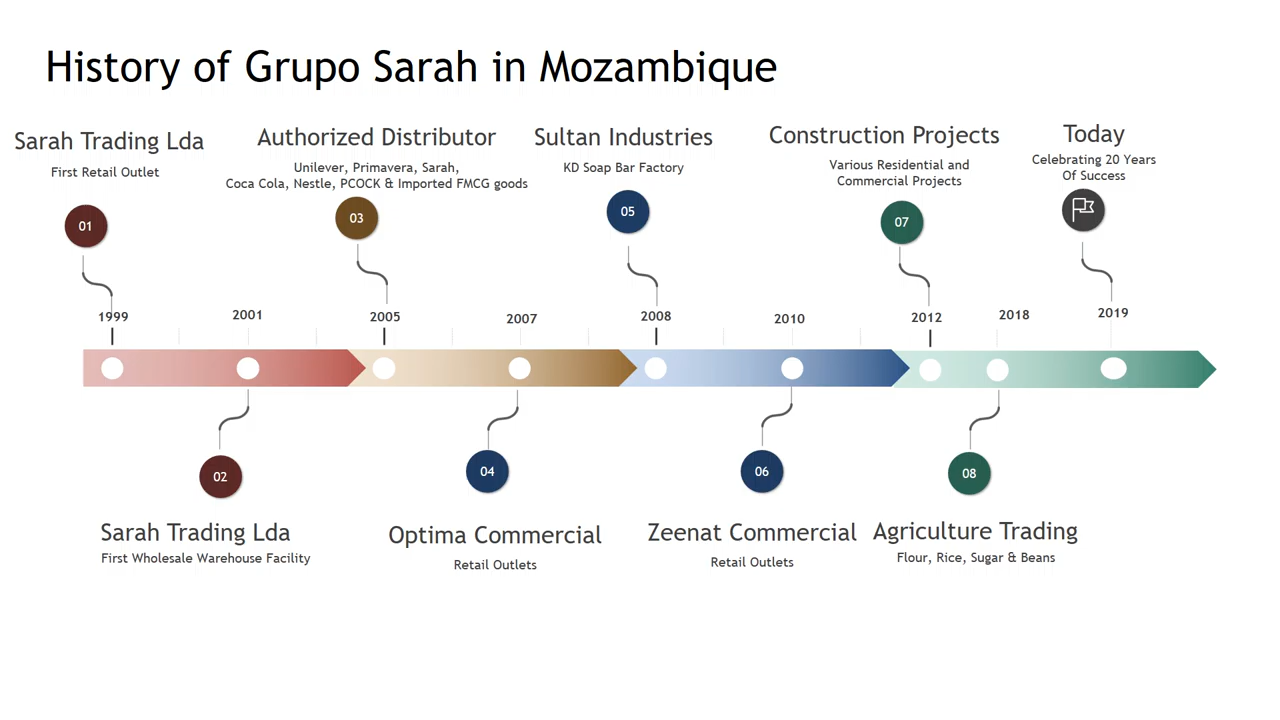 History of Grupo Sarah in Mozambique
Sarah Trading Lda
First Retail Outlet
01
Authorized Distributor
Unilever, Primavera, Sarah,
Coca Cola, Nestle, PCOCK & Imported FMCG goods
03
Sultan Industries
KD Soap Bar Factory
05
Construction Projects
Various Residential and
Commercial Projects
07
Today
Celebrating 20 Years
Of Success
1999
2001
2005
2007
2008
2010
2012
2018
2019
02
Sarah Trading Lda
First Wholesale Warehouse Facility
04
Optima Commercial
Retail Outlets
06
Zeenat Commercial
Retail Outlets
08
Agriculture Trading
Flour, Rice, Sugar & Beans